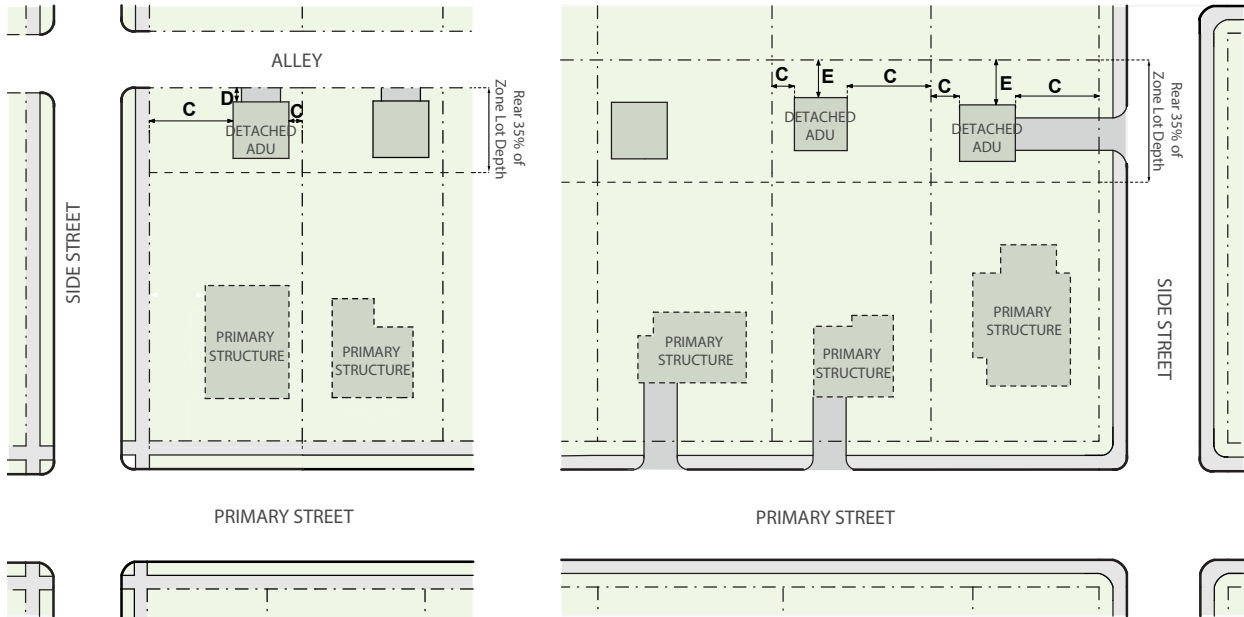 ALLEY
C
D
C
DETACHED
ADU
Rear 35% of
Zone Lot Depth
SIDE STREET
PRIMARY
STRUCTURE
PRIMARY
STRUCTURE
PRIMARY STREET
C
E
C
C
E
C
DETACHED
ADU
DETACHED
ADU
Rear 35% of
Zone Lot Depth
PRIMARY
STRUCTURE
PRIMARY
STRUCTURE
PRIMARY
STRUCTURE
SIDE STREET
PRIMARY STREET